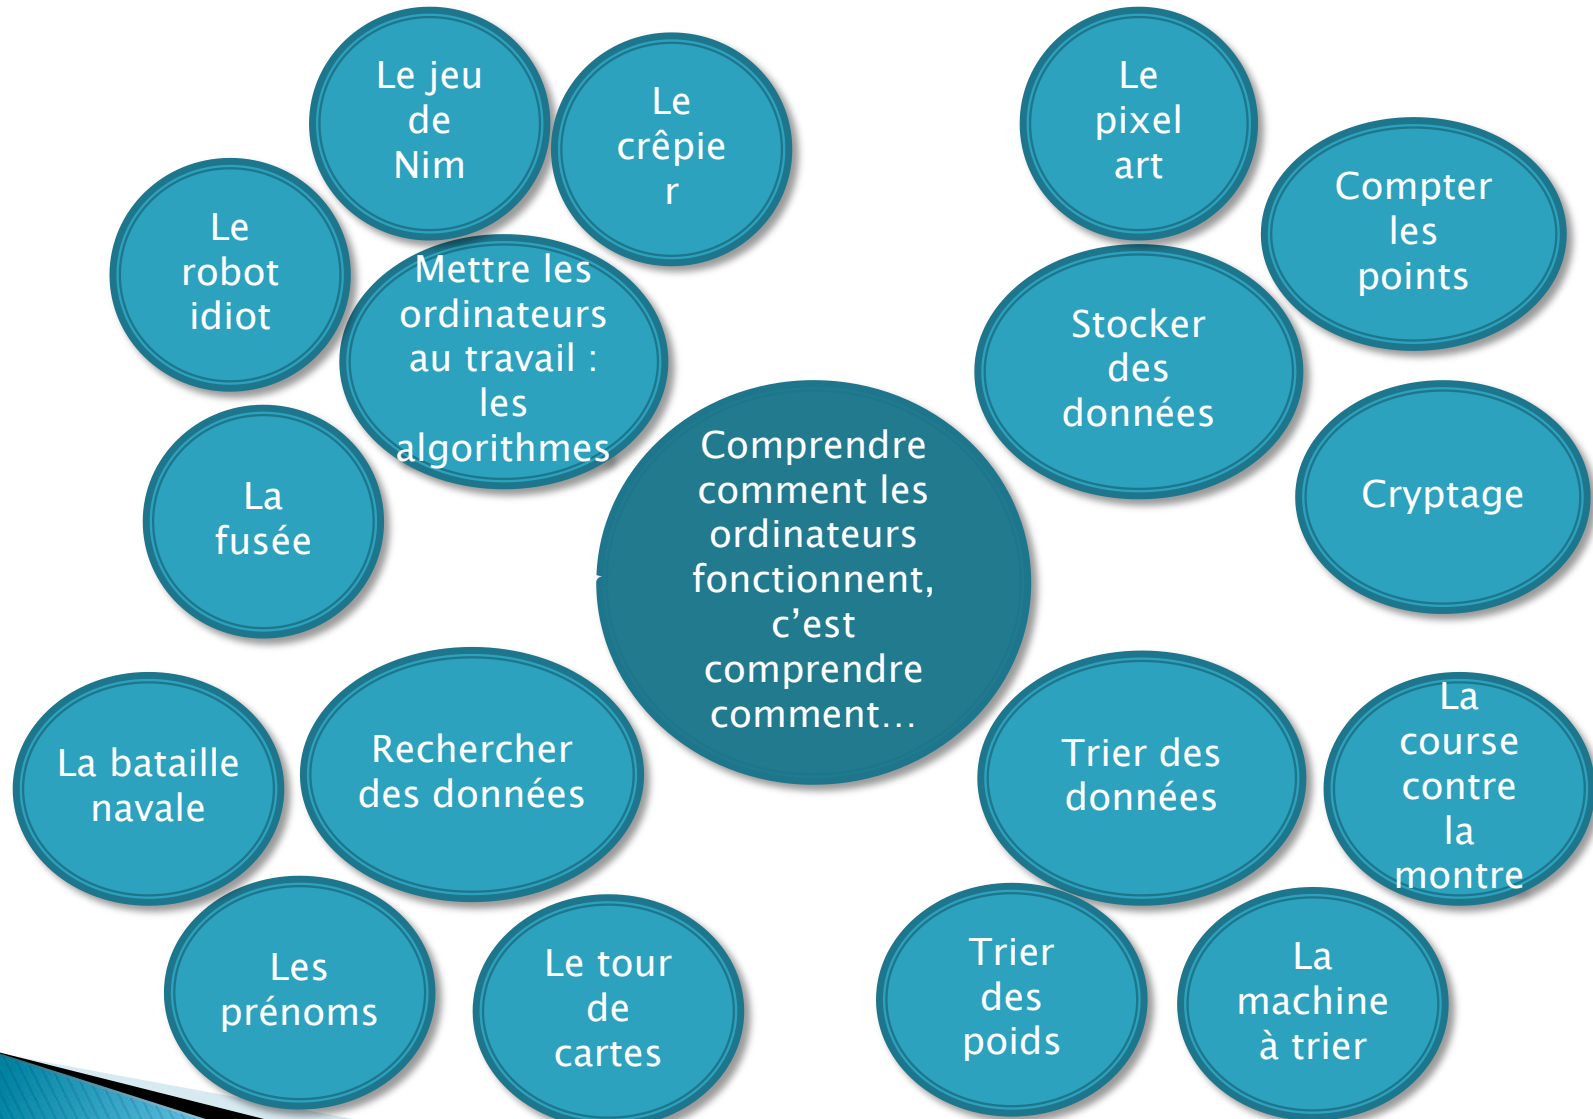 Le jeu
de
Nim
Le
crêpie
r
Le
robot
idiot
Mettre les
ordinateurs
au travail :
les
algorithmes
La
fusée
Le
pixel
art
Compter
les
points
Stocker
des
données
Cryptage
Comprendre
comment les
ordinateurs
fonctionnent,
c’est
comprendre
comment…
La bataille
navale
Rechercher
des données
Les
prénoms
Le tour
de
cartes
Trier des
données
La
course
contre
la
montre
Trier
des
poids
La
machine
à trier